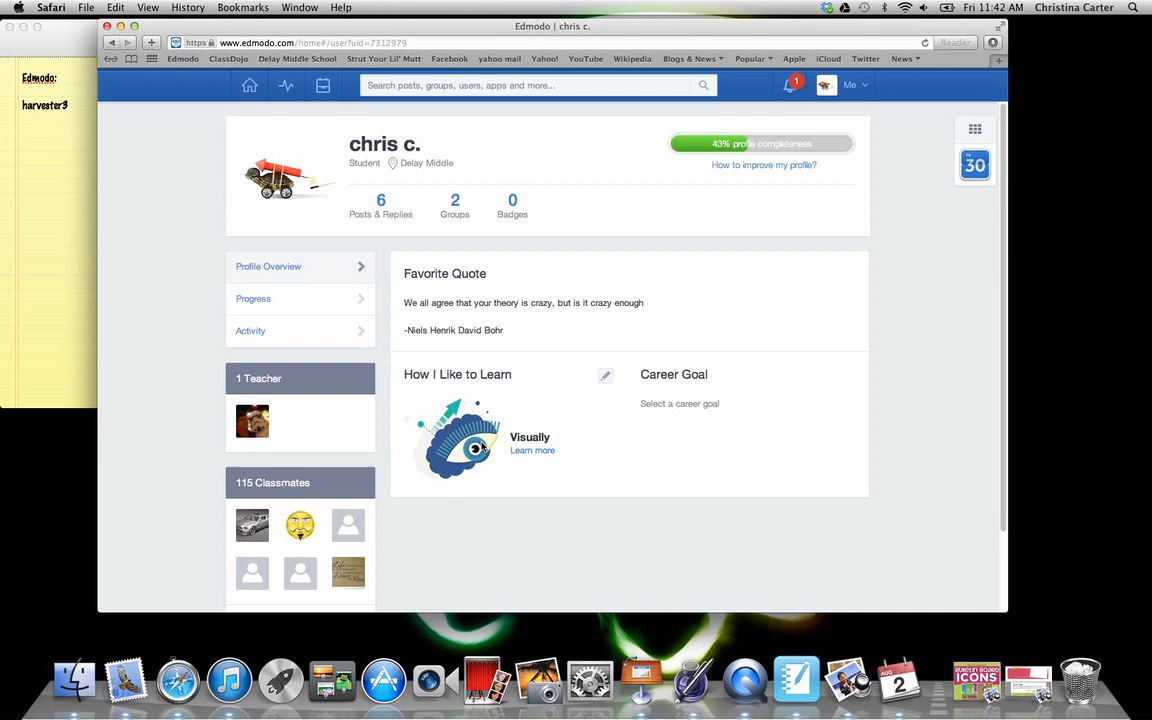 Safari File Edit View History Bookmarks Window Help Fri 11:42 AM Christina Carter
Edmodo | chris c.
https www.edmodo.com/home#/user?uid=7312979 Reader
Edmodo ClassDojo Delay Middle School Strut Your Lil' Mutt Facebook yahoo mail Yahoo! YouTube Wikipedia Blogs & News Popular Apple iCloud Twitter News
Edmodo:
harvester3
Search posts, groups, users, apps and more... 1 Me
chris c.
Student Delay Middle
43% profile completeness
How to improve my profile?
30
6 2 0
Posts & Replies Groups Badges
Profile Overview
Progress
Activity
Favorite Quote
We all agree that your theory is crazy, but is it crazy enough
-Niels Henrik David Bohr
How I Like to Learn
Visually
Learn more
Career Goal
Select a career goal
1 Teacher
115 Classmates
AUG
2
BULLETIN BOARD
ICONS